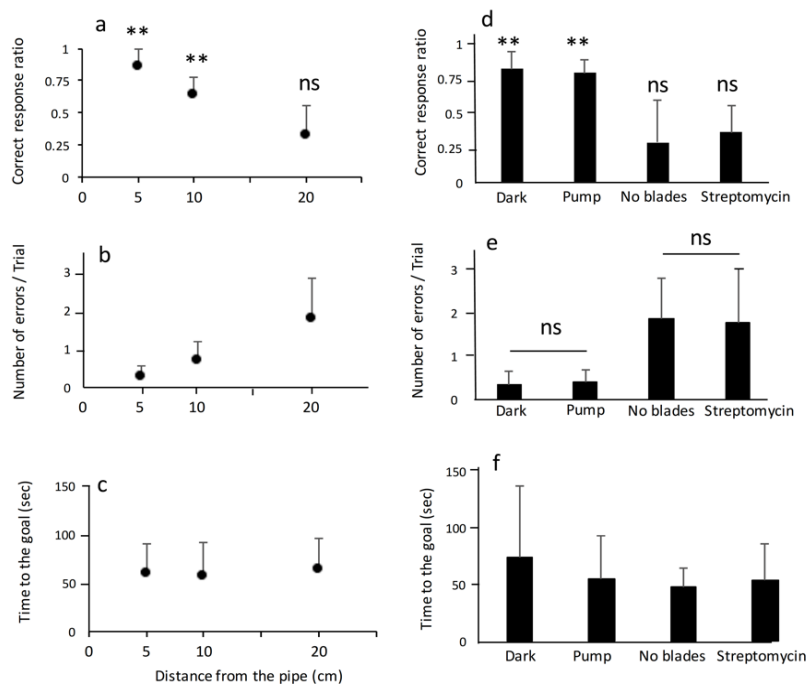 a
Correct response ratio
**
**
ns
1
0.75
0.5
0.25
0
0
5
10
20
b
Number of errors / Trial
3
2
1
0
0
5
10
20
c
Time to the goal (sec)
150
100
50
0
0
5
10
20
Distance from the pipe (cm)
d
Correct response ratio
**
**
ns
ns
1
0.75
0.5
0.25
0
Dark
Pump
No blades
Streptomycin
e
Number of errors / Trial
ns
ns
3
2
1
0
Dark
Pump
No blades
Streptomycin
f
Time to the goal (sec)
150
100
50
0
Dark
Pump
No blades
Streptomycin